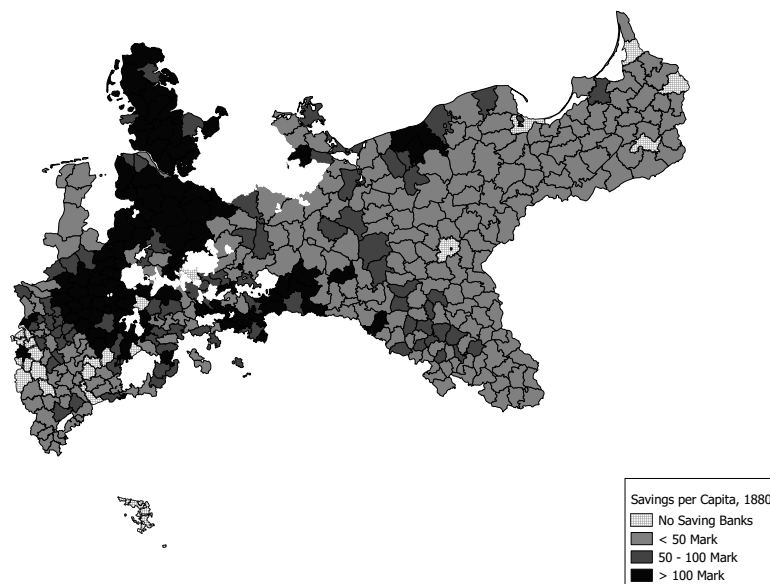 Savings per Capita, 1880
No Saving Banks
< 50 Mark
50 - 100 Mark
> 100 Mark